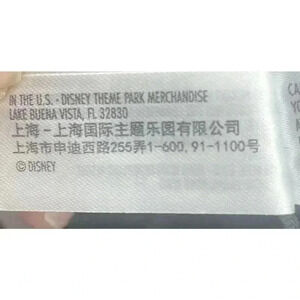 IN THE U.S. - DISNEY THEME PARK MERCHANDISE
LAKE BUENA VISTA, FL 32830
上海-上海国际主题乐园有限公司
上海市申迪西路255弄1-600,91-1100号
© DISNEY
CA